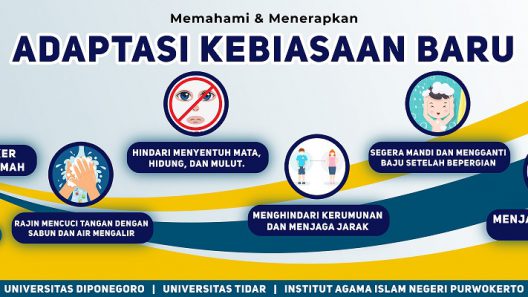 Memahami & Menerapkan
ADAPTASI KEBIASAAN BARU
HINDARI MENYENTUH MATA,
HIDUNG, DAN MULUT.
SEGERA MANDI DAN MENGGANTI
BAJU SETELAH BEPERGIAN
RAJIN MENCUCI TANGAN DENGAN
SABUN DAN AIR MENGALIR
MENGHINDARI KERUMUNAN
DAN MENJAGA JARAK
UNIVERSITAS DIPONEGORO | UNIVERSITAS TIDAR | INSTITUT AGAMA ISLAM NEGERI PURWOKERTO